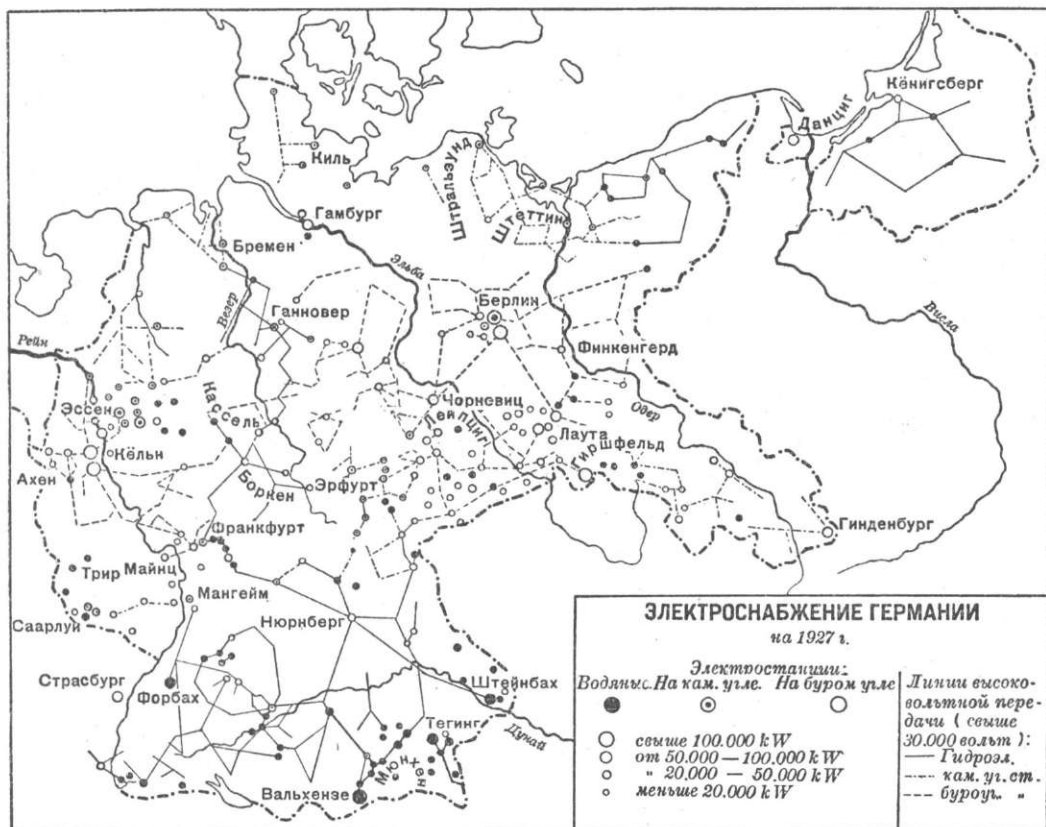 Кёнигсберг
Данциг
Киль
Штральзунд
Штеттин
Гамбург
Бремен
Эльба
Везер
Берлин
Ганновер
Висла
Рейн
Финкенгерд
Одер
Эссен
Кассель
Чорневиц
Лейпциг
Лаута
Кёльн
Гиршфельд
Ахен
Боркен
Эрфурт
Франкфурт
Гинденбург
Трир
Майнц
Мангейм
Саарлуи
Нюрнберг
Страсбург
Форбах
Штейнбах
Тегинг
Дунай
Мюнхен
Вальхензе
ЭЛЕКТРОСНАБЖЕНИЕ ГЕРМАНИИ
на 1927 г.
Электростанции:
Водяные. На кам. угле. На буром угле
свыше 100.000 kW
от 50.000 — 100.000 kW
" 20.000 — 50.000 kW
меньше 20.000 kW
Линии высоко-
вольтной пере-
дачи ( свыше
30.000 вольт ):
Гидроэл.
кам. уг. ст.
буроуг. "